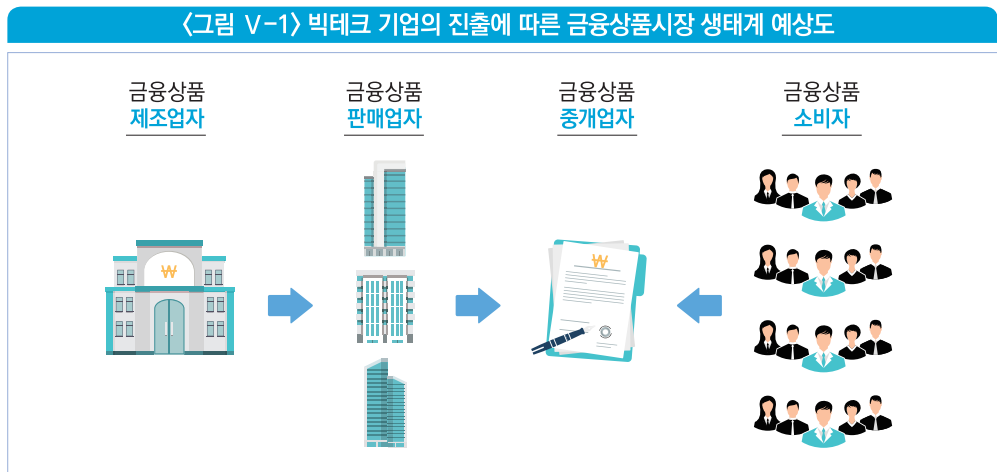 〈그림 Ⅴ-1〉 빅테크 기업의 진출에 따른 금융상품시장 생태계 예상도
금융상품
제조업자
금융상품
판매업자
금융상품
중개업자
금융상품
소비자
₩
₩